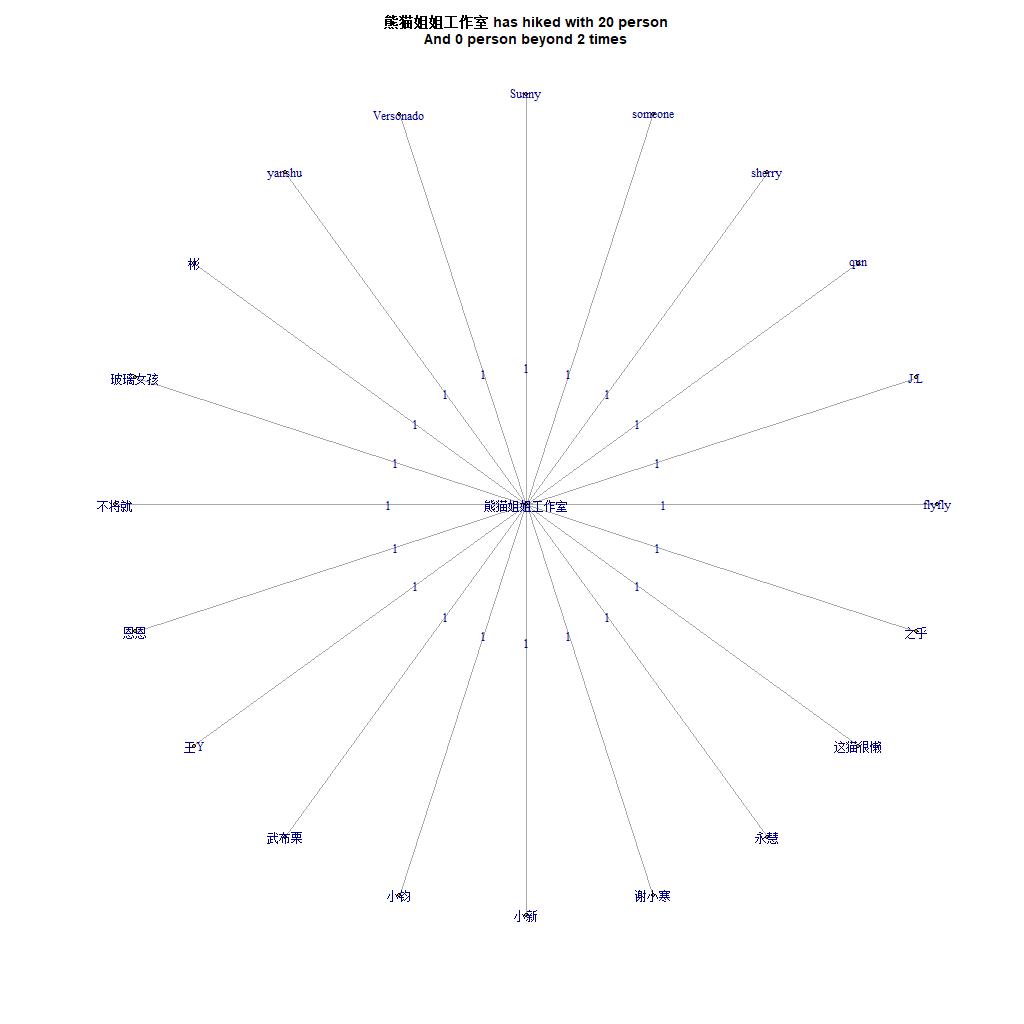 熊猫姐姐工作室 has hiked with 20 person
And 0 person beyond 2 times
Sunny
Versonado
someone
yanshu
sherry
彬
qun
玻璃女孩
J.L
1
1
1
1
1
1
1
1
1
不将就
1
熊猫姐姐工作室
1
flyfly
1
1
1
1
1
1
1
1
1
恩恩
之乎
王Y
这猫很懒
武布栗
永慧
小钧
谢小寒
小新